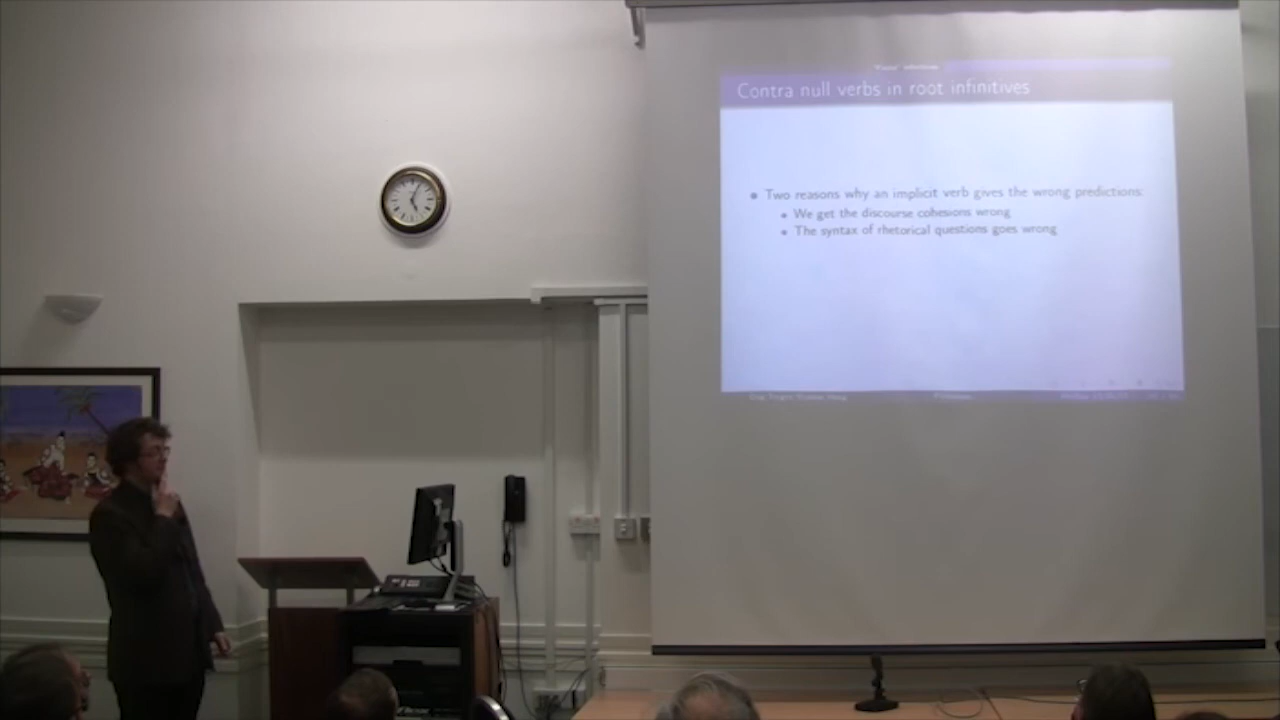 Contra null verbs in root infinitives
Two reasons why an implicit verb gives the wrong predictions:
We get the discourse cohesions wrong
The syntax of rhetorical questions goes wrong